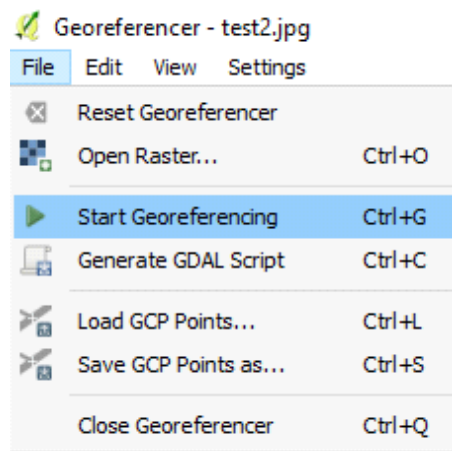 Georeferencer - test2.jpg
File Edit View Settings
Reset Georeferencer
Open Raster... Ctrl+O
Start Georeferencing Ctrl+G
Generate GDAL Script Ctrl+C
Load GCP Points... Ctrl+L
Save GCP Points as... Ctrl+S
Close Georeferencer Ctrl+Q